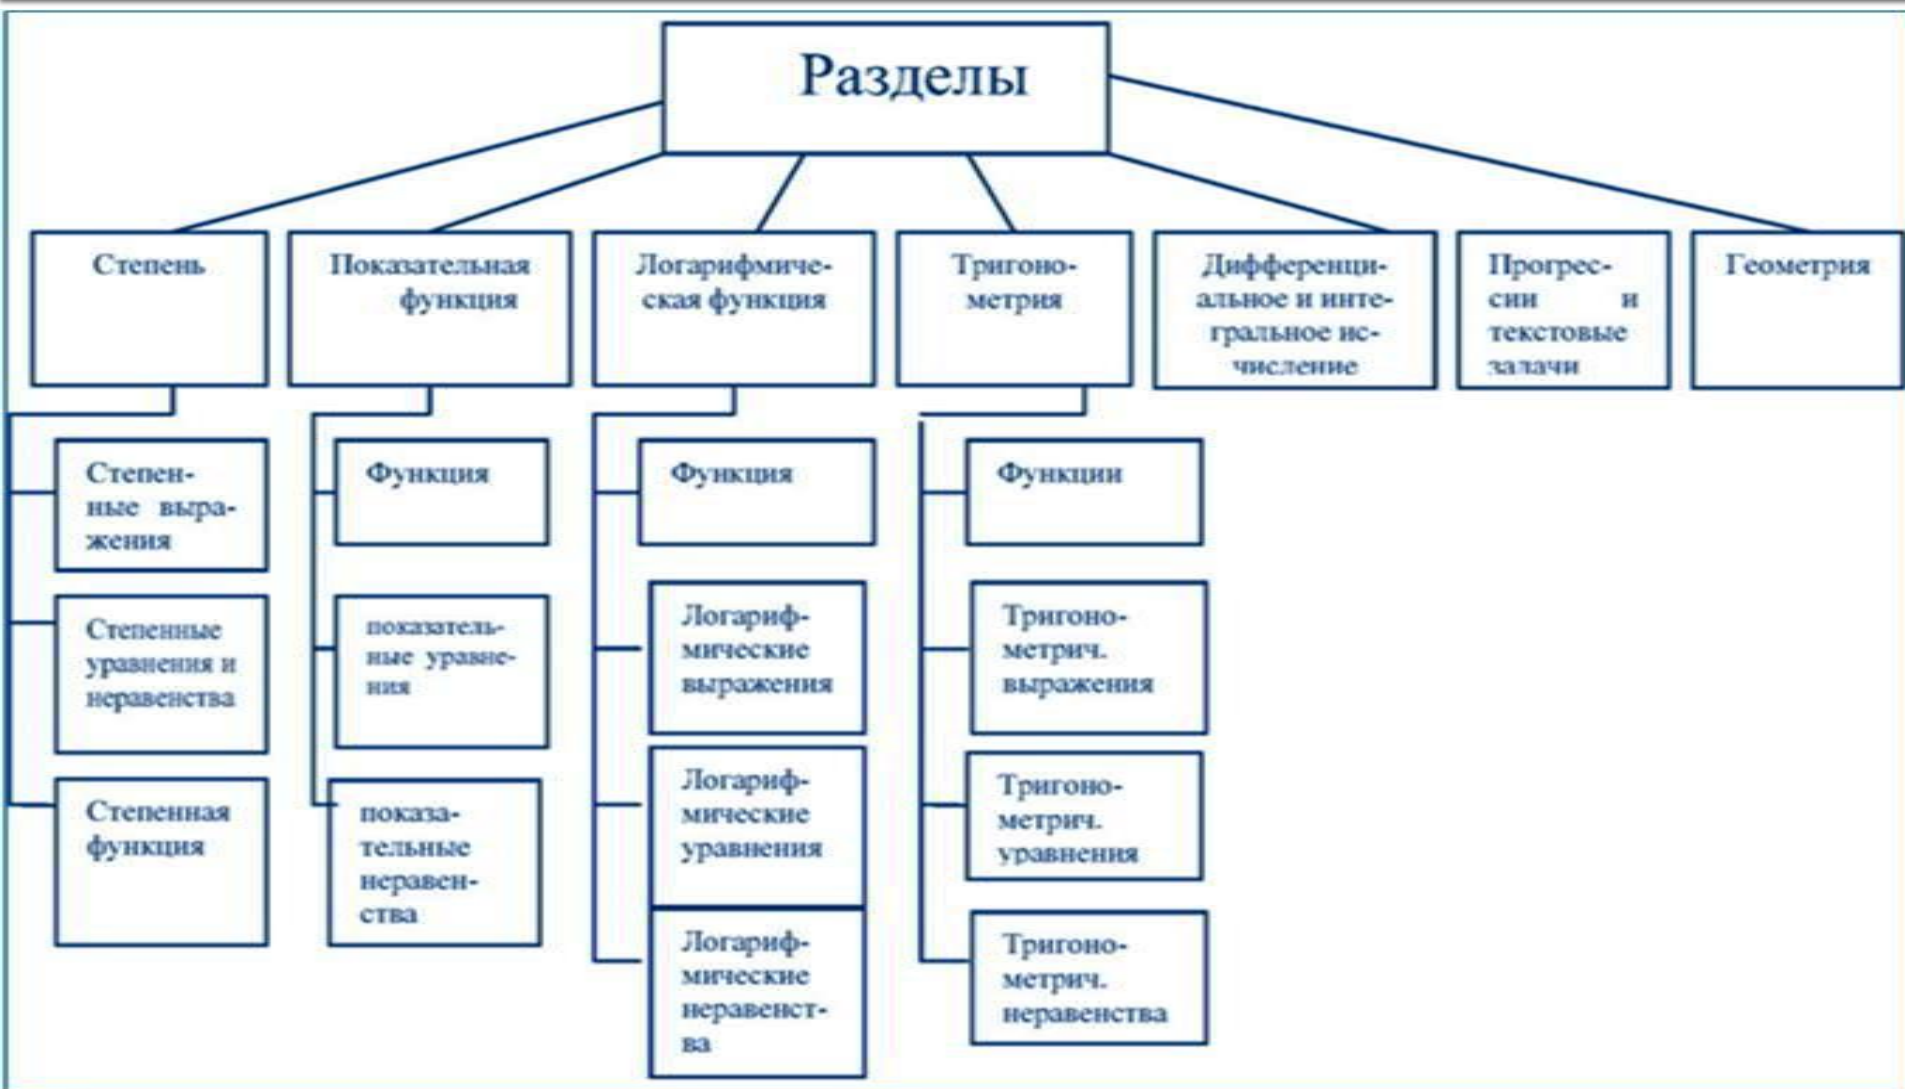 Разделы
Степень
Показательная
функция
Логарифмиче-
ская функция
Тригоно-
метрия
Дифференци-
альное и инте-
гральное ис-
числение
Прогрес-
сии и
текстовые
задачи
Геометрия
Степен-
ные выра-
жения
Степенные
уравнения и
неравенства
Степенная
функция
Функция
показатель-
ные уравне-
ния
показа-
тельные
неравен-
ства
Функция
Логариф-
мические
выражения
Логариф-
мические
уравнения
Логариф-
мические
неравенст-
ва
Функции
Тригоно-
метрич.
выражения
Тригоно-
метрич.
уравнения
Тригоно-
метрич.
неравенства